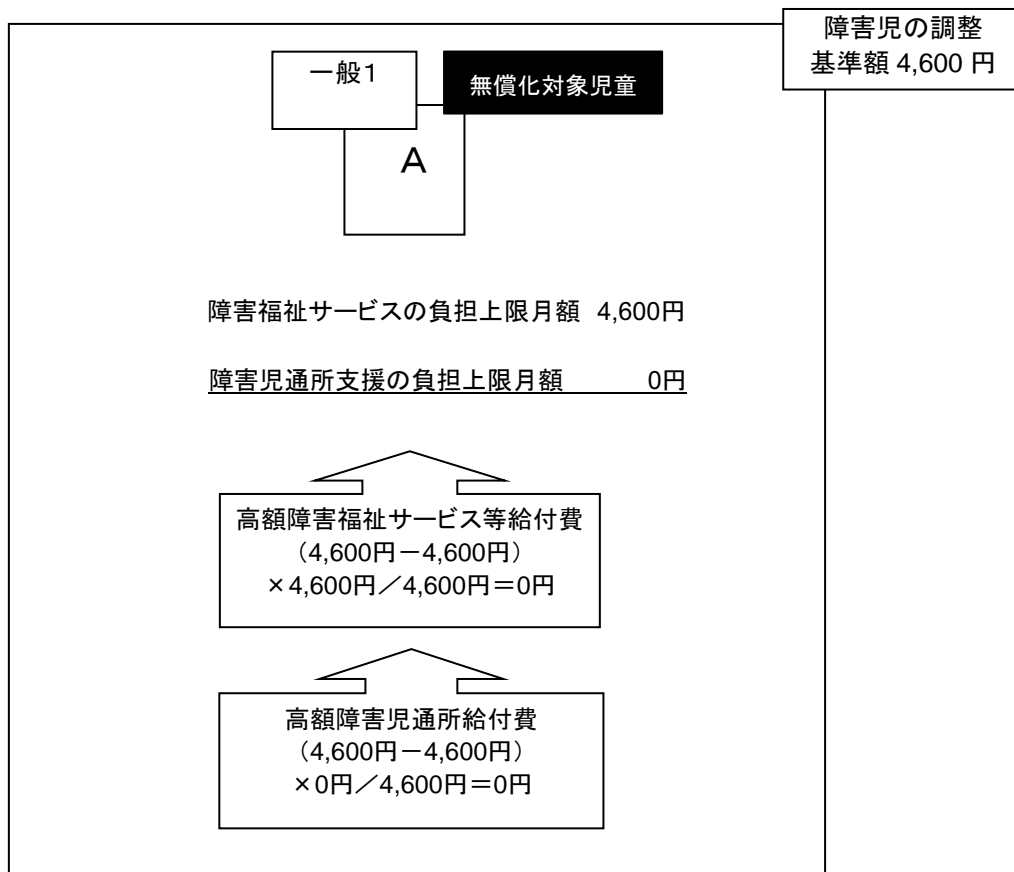 障害児の調整
基準額 4,600 円
一般１
無償化対象児童
Ａ
障害福祉サービスの負担上限月額 4,600円
障害児通所支援の負担上限月額 0円
高額障害福祉サービス等給付費
（4,600円－4,600円）
×4,600円／4,600円＝0円
高額障害児通所給付費
（4,600円－4,600円）
×0円／4,600円＝0円